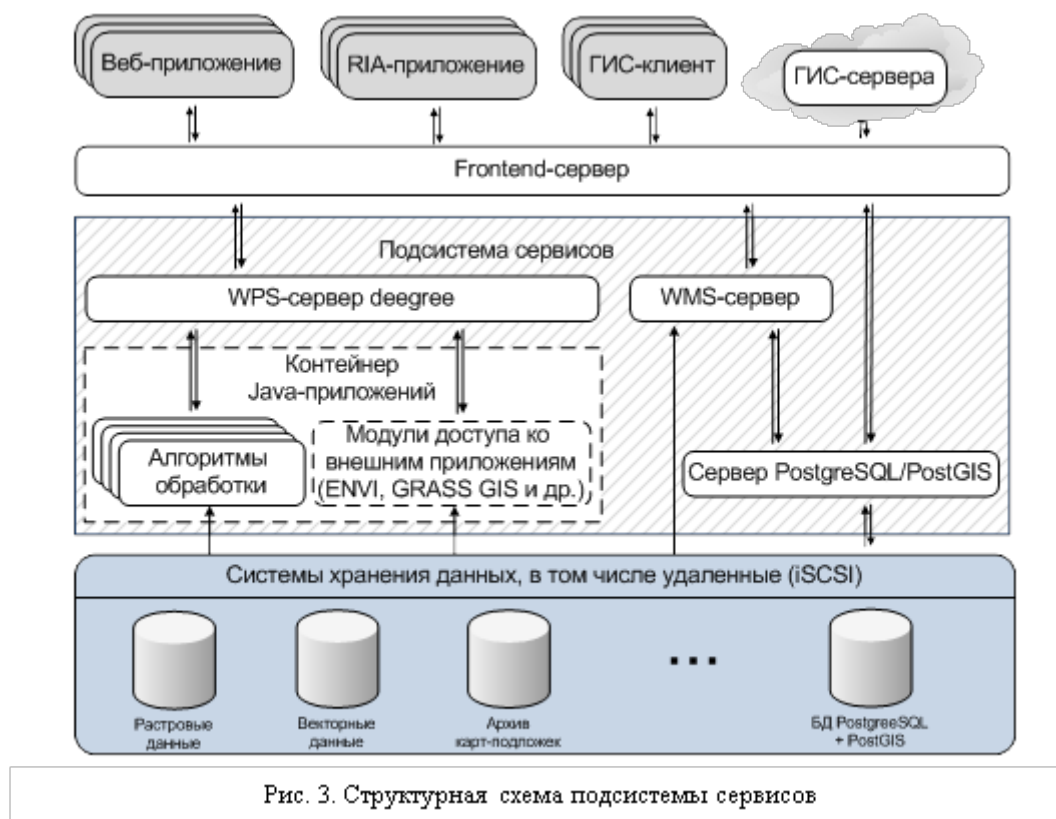 Веб-приложение
RIA-приложение
ГИС-клиент
ГИС-сервера
Frontend-сервер
Подсистема сервисов
WPS-сервер deegree
WMS-сервер
Контейнер
Java-приложений
Алгоритмы
обработки
Модули доступа ко
внешним приложениям
(ENVI, GRASS GIS и др.)
Сервер PostgreSQL/PostGIS
Системы хранения данных, в том числе удаленные (iSCSI)
Растровые
данные
Векторные
данные
Архив
карт-подложек
...
БД PostgreeSQL
+ PostGIS
Рис. 3. Структурная схема подсистемы сервисов